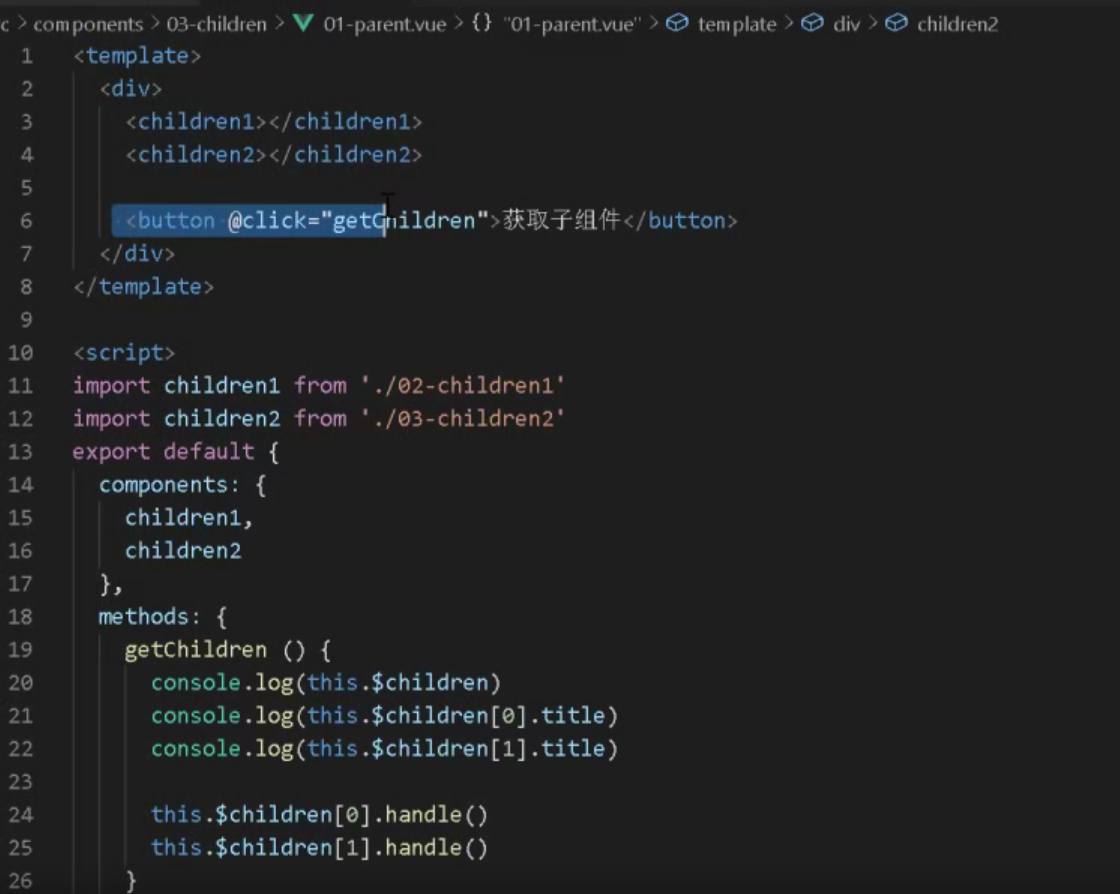 c > components > 03-children > 01-parent.vue > {} "01-parent.vue" > template > div > children2
1 <template>
2 <div>
3 <children1></children1>
4 <children2></children2>
5
6 <button @click="getChildren">获取子组件</button>
7 </div>
8 </template>
9
10 <script>
11 import children1 from './02-children1'
12 import children2 from './03-children2'
13 export default {
14 components: {
15 children1,
16 children2
17 },
18 methods: {
19 getChildren () {
20 console.log(this.$children)
21 console.log(this.$children[0].title)
22 console.log(this.$children[1].title)
23
24 this.$children[0].handle()
25 this.$children[1].handle()
26 }